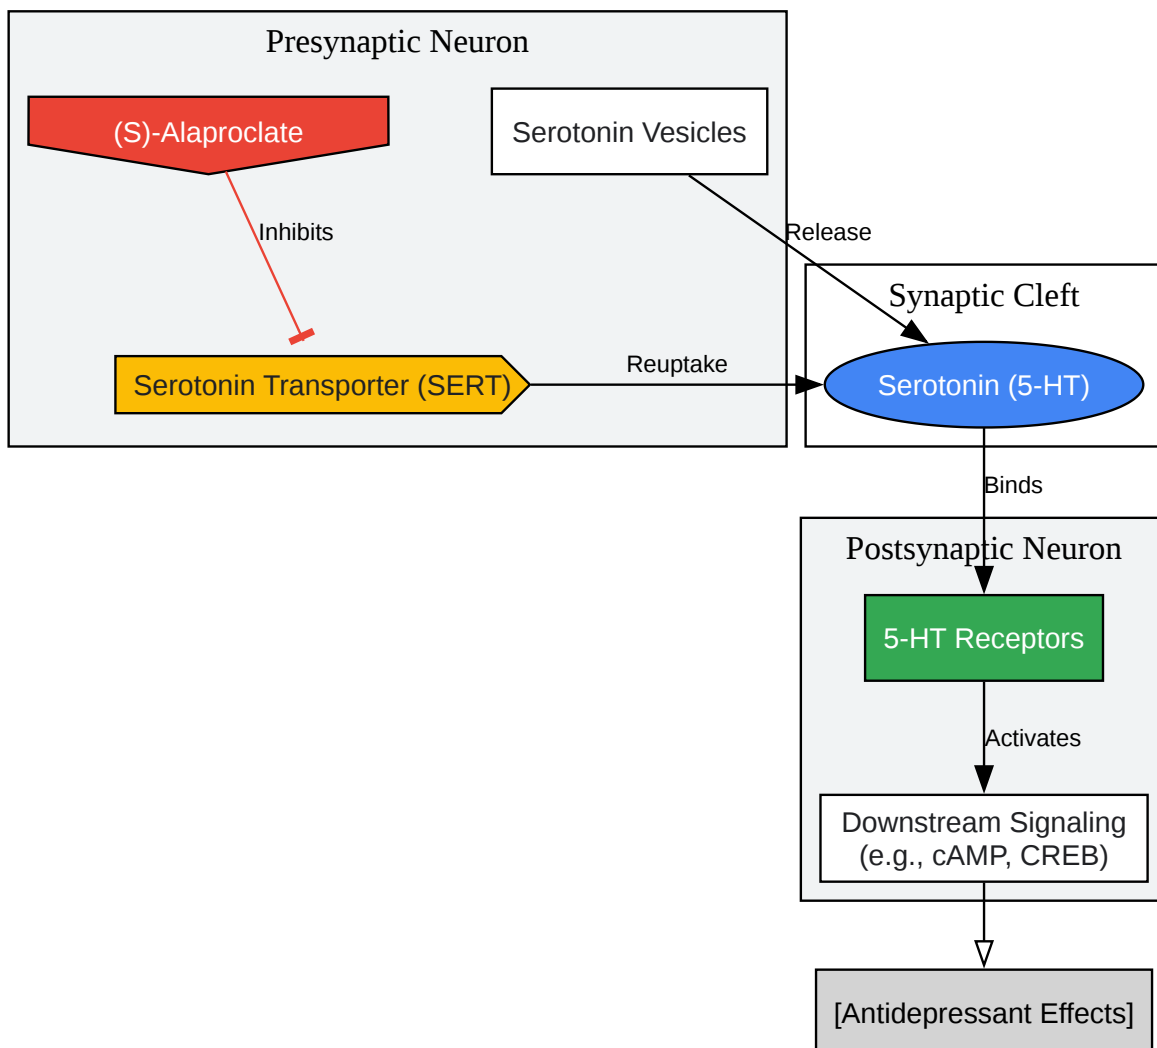 Presynaptic Neuron
(S)-Alaproclate
Serotonin Vesicles
Inhibits
Release
Synaptic Cleft
Serotonin Transporter (SERT)
Reuptake
Serotonin (5-HT)
Binds
Postsynaptic Neuron
5-HT Receptors
Activates
Downstream Signaling
(e.g., cAMP, CREB)
[Antidepressant Effects]